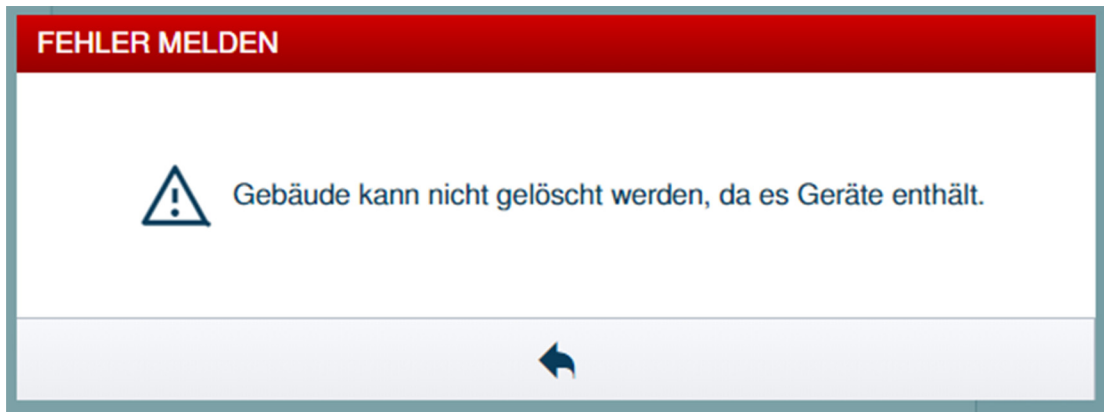 FEHLER MELDEN
Gebäude kann nicht gelöscht werden, da es Geräte enthält.